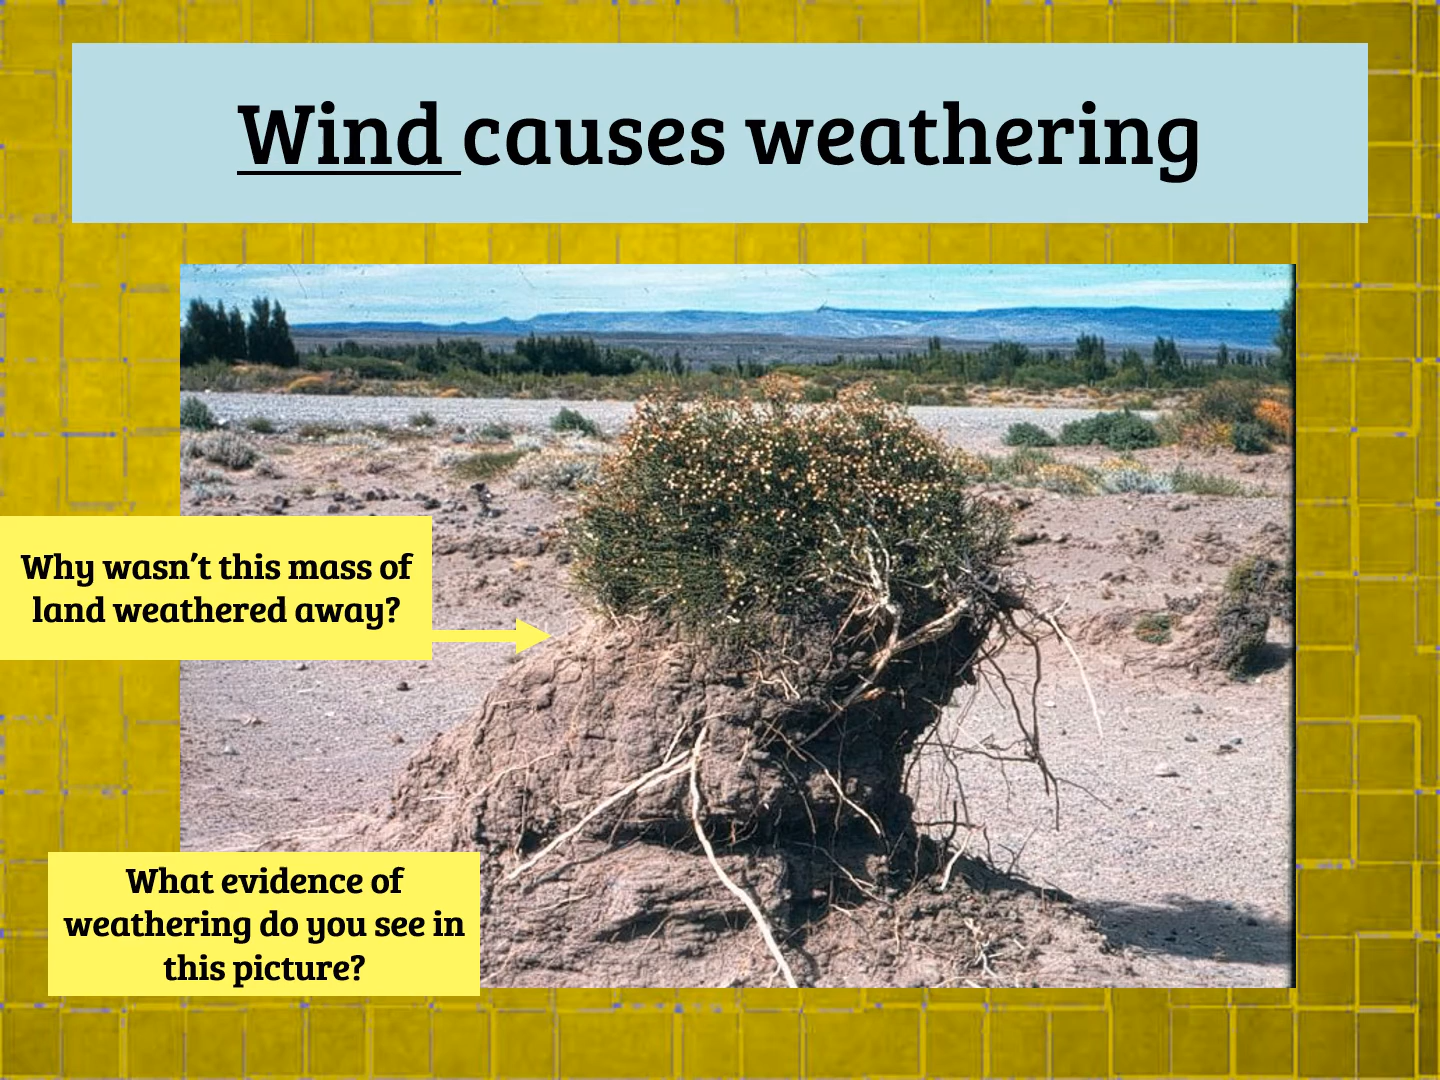 Wind causes weathering
Why wasn’t this mass of
land weathered away?
What evidence of
weathering do you see in
this picture?